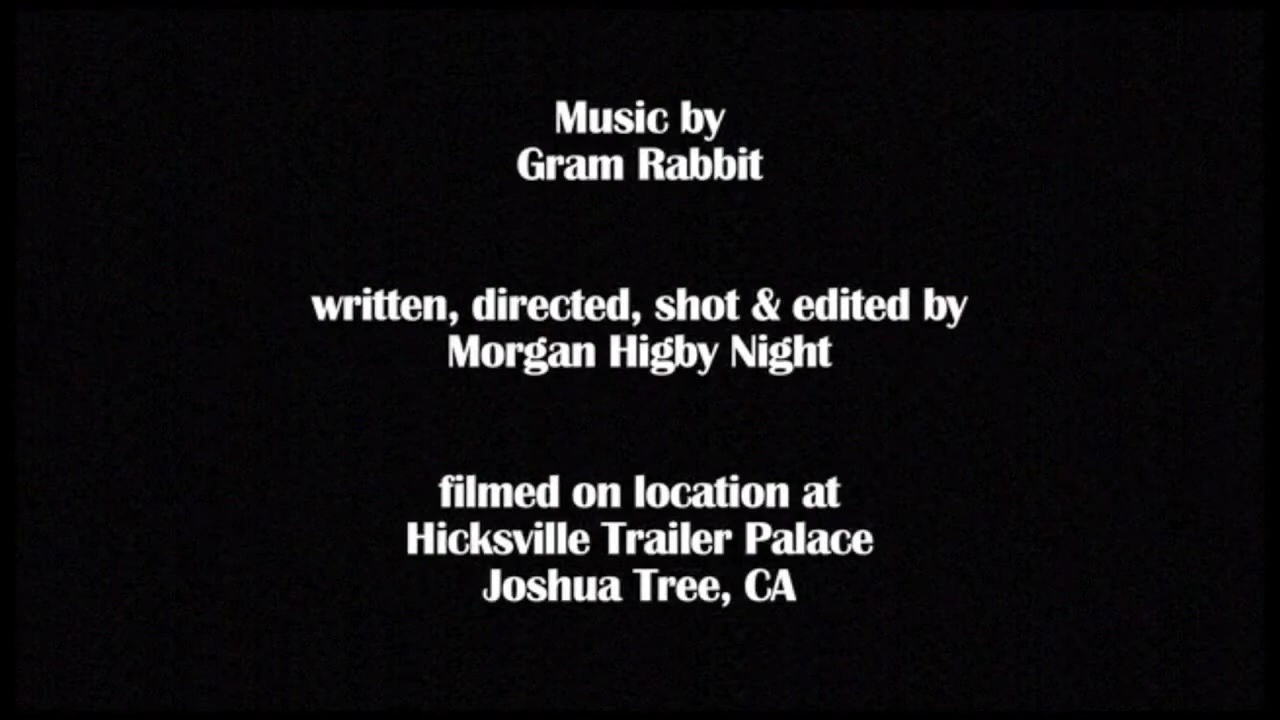 Music by
Gram Rabbit
written, directed, shot & edited by
Morgan Higby Night
filmed on location at
Hicksville Trailer Palace
Joshua Tree, CA